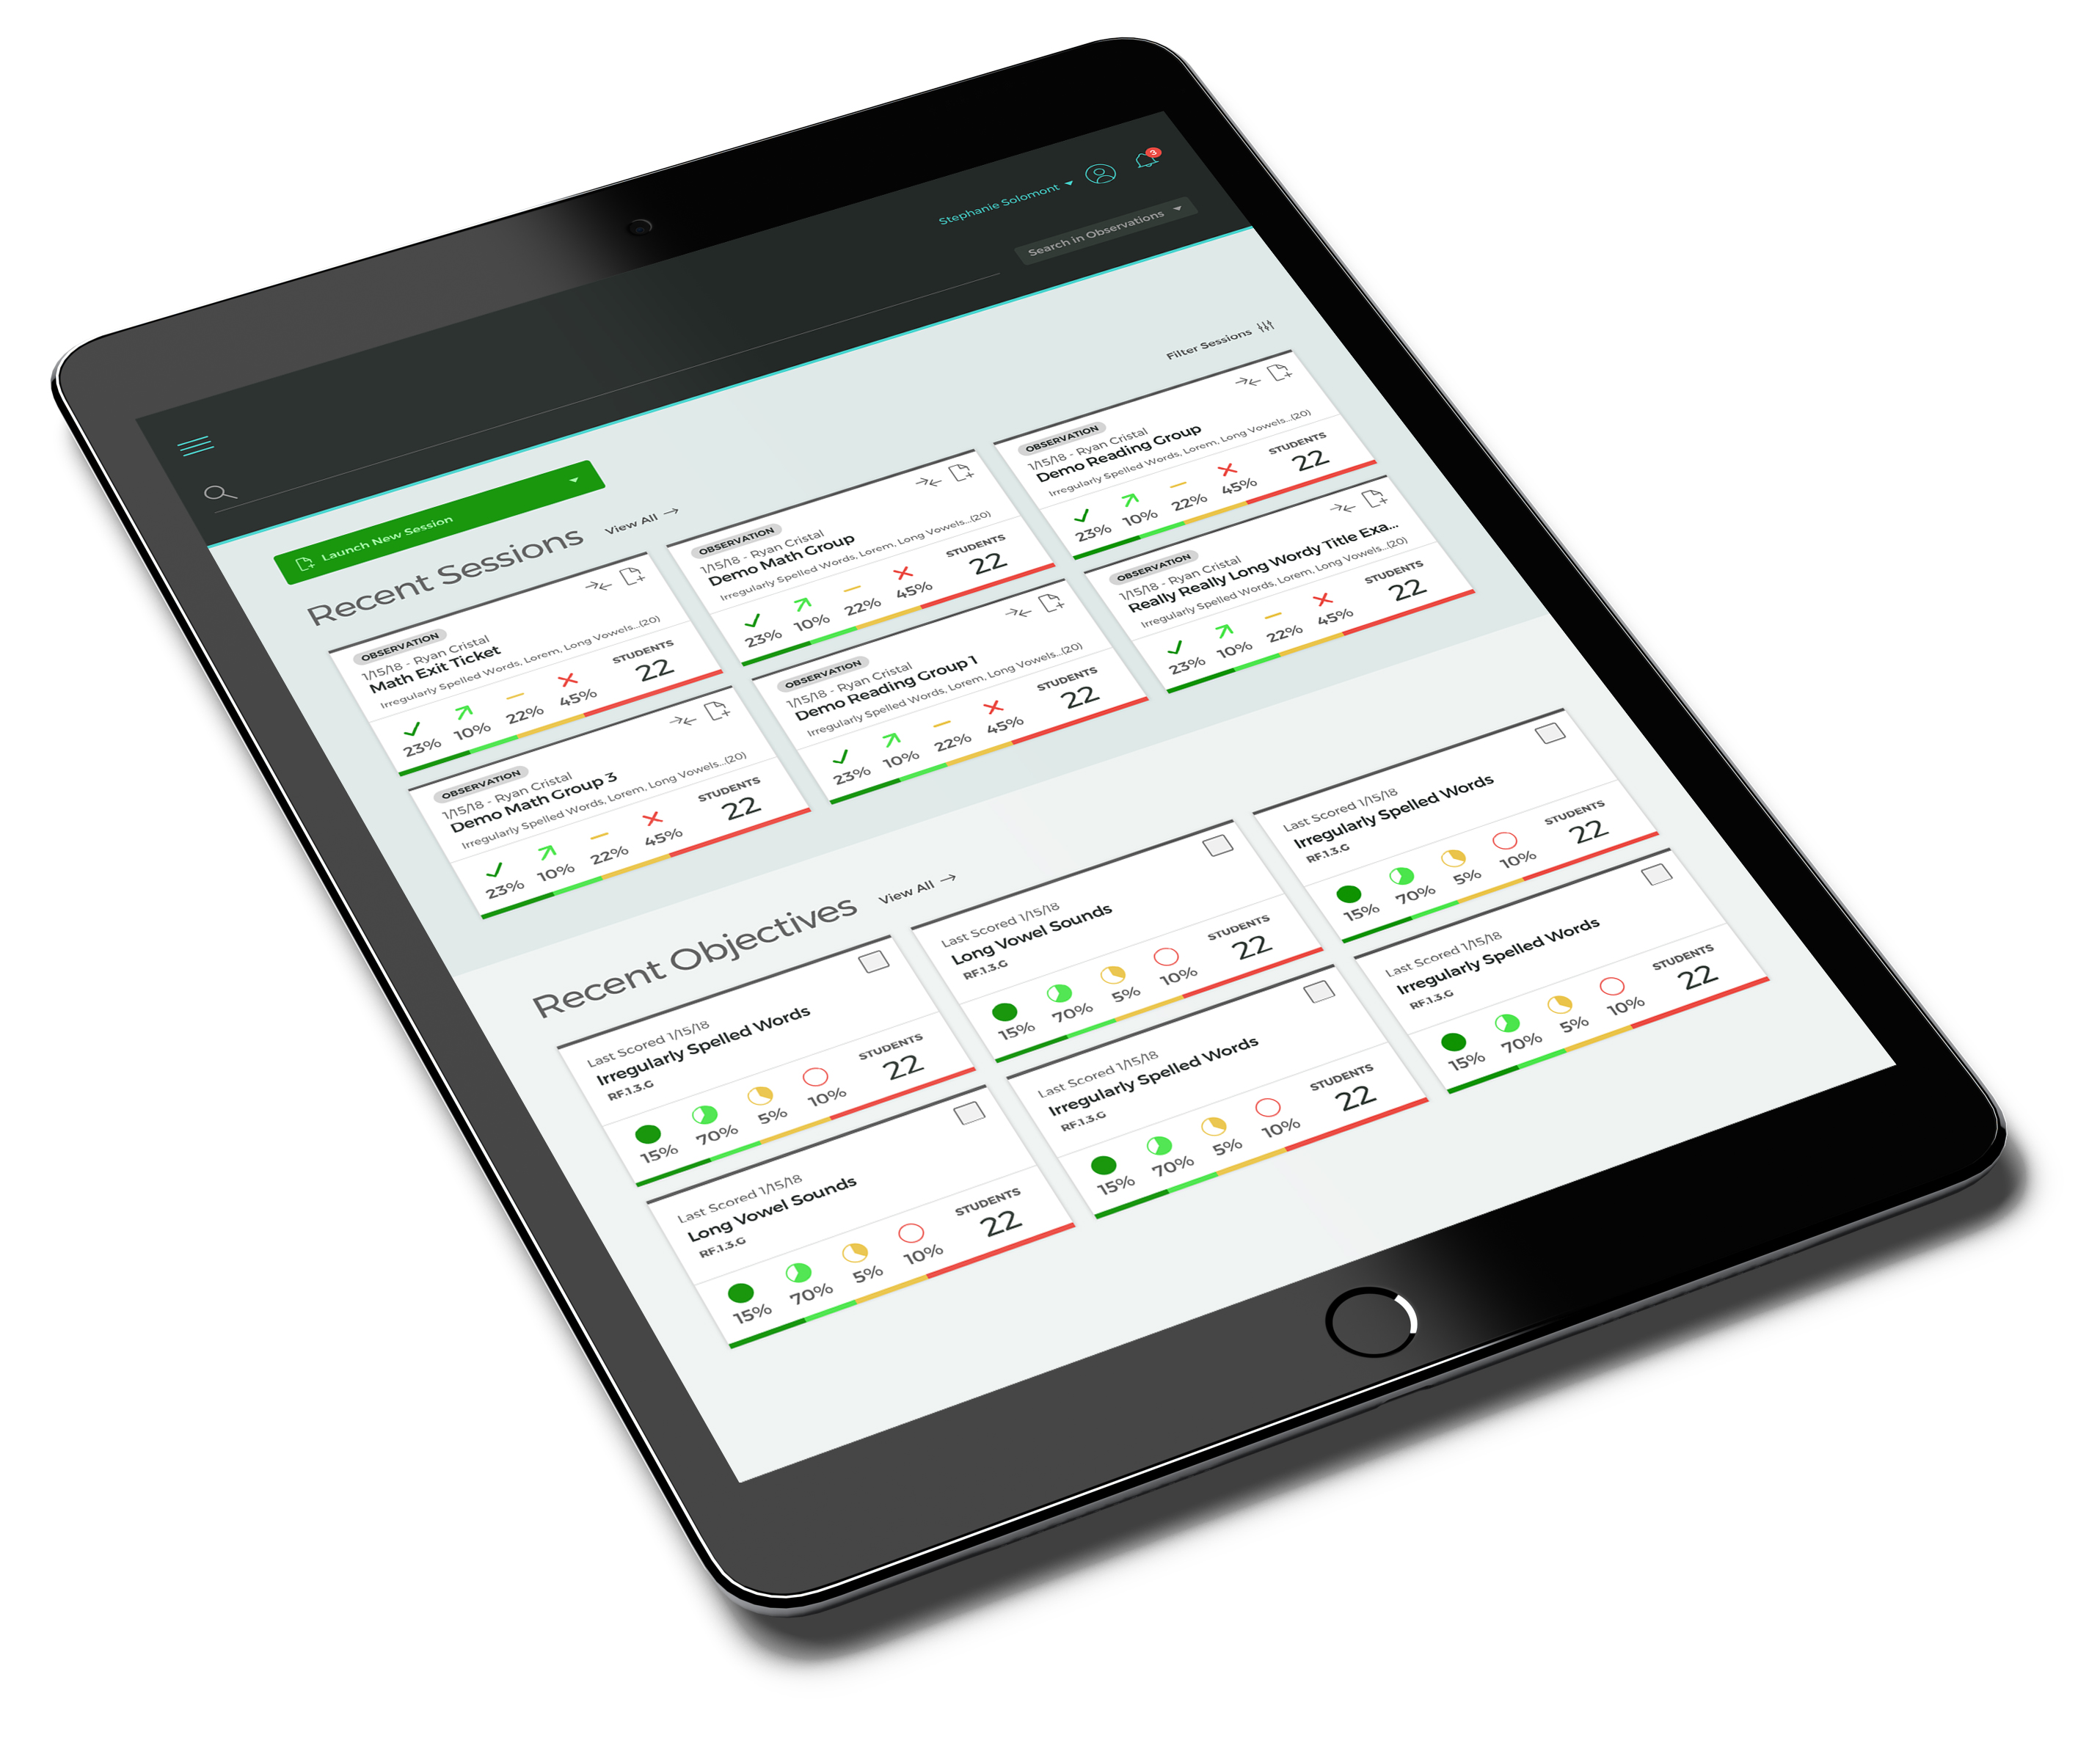 3
Stephanie Solomont
Search in Observations
Launch New Session
Filter Sessions
Recent Sessions
View All
OBSERVATION
1/15/18 - Ryan Cristal
Math Exit Ticket
Irregularly Spelled Words, Lorem, Long Vowels...(20)
23% 10% 22% 45%
STUDENTS
22
OBSERVATION
1/15/18 - Ryan Cristal
Demo Math Group
Irregularly Spelled Words, Lorem, Long Vowels...(20)
23% 10% 22% 45%
STUDENTS
22
OBSERVATION
1/15/18 - Ryan Cristal
Demo Reading Group
Irregularly Spelled Words, Lorem, Long Vowels...(20)
23% 10% 22% 45%
STUDENTS
22
OBSERVATION
1/15/18 - Ryan Cristal
Demo Math Group 3
Irregularly Spelled Words, Lorem, Long Vowels...(20)
23% 10% 22% 45%
STUDENTS
22
OBSERVATION
1/15/18 - Ryan Cristal
Demo Reading Group 1
Irregularly Spelled Words, Lorem, Long Vowels...(20)
23% 10% 22% 45%
STUDENTS
22
OBSERVATION
1/15/18 - Ryan Cristal
Really Really Long Wordy Title Exa...
Irregularly Spelled Words, Lorem, Long Vowels...(20)
23% 10% 22% 45%
STUDENTS
22
Recent Objectives
View All
Last Scored 1/15/18
Irregularly Spelled Words
RF.1.3.G
15% 70% 5% 10%
STUDENTS
22
Last Scored 1/15/18
Long Vowel Sounds
RF.1.3.G
15% 70% 5% 10%
STUDENTS
22
Last Scored 1/15/18
Irregularly Spelled Words
RF.1.3.G
15% 70% 5% 10%
STUDENTS
22
Last Scored 1/15/18
Long Vowel Sounds
RF.1.3.G
15% 70% 5% 10%
STUDENTS
22
Last Scored 1/15/18
Irregularly Spelled Words
RF.1.3.G
15% 70% 5% 10%
STUDENTS
22
Last Scored 1/15/18
Irregularly Spelled Words
RF.1.3.G
15% 70% 5% 10%
STUDENTS
22